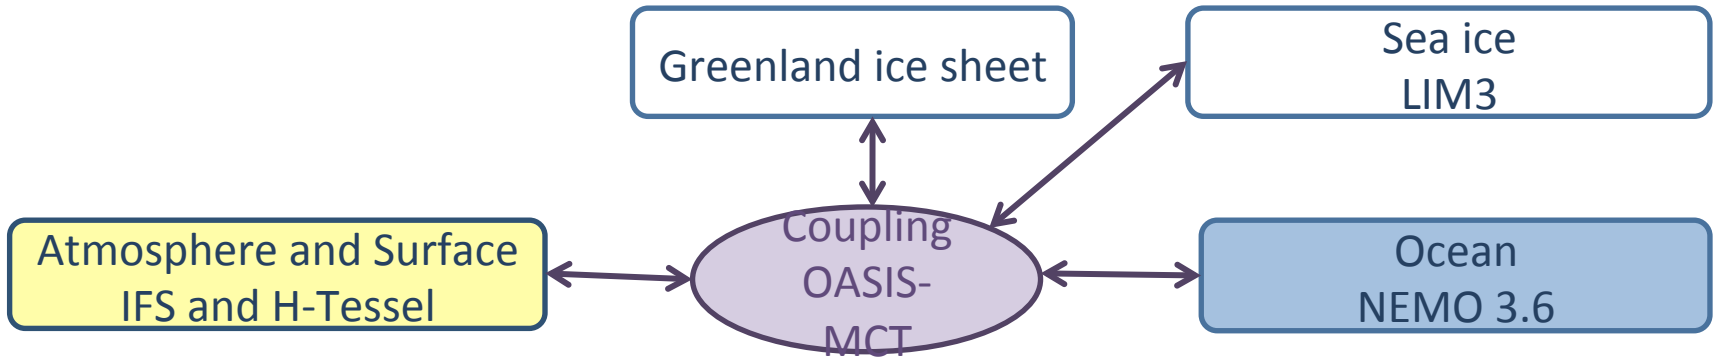 Greenland ice sheet
Sea ice
LIM3
Atmosphere and Surface
IFS and H-Tessel
Coupling
OASIS-
MCT
Ocean
NEMO 3.6